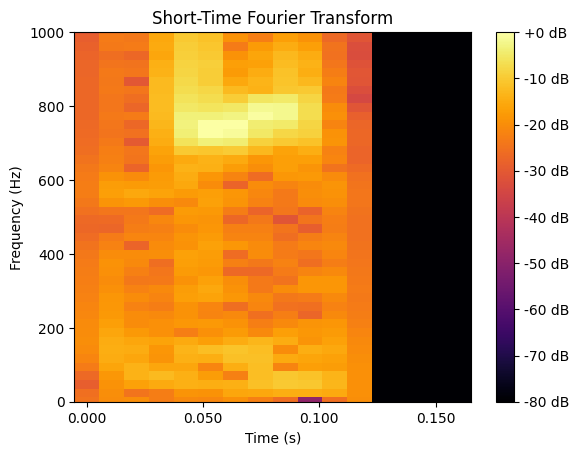 Short-Time Fourier Transform
1000
800
600
400
200
0
Frequency (Hz)
0.000
0.050
0.100
0.150
Time (s)
+0 dB
-10 dB
-20 dB
-30 dB
-40 dB
-50 dB
-60 dB
-70 dB
-80 dB